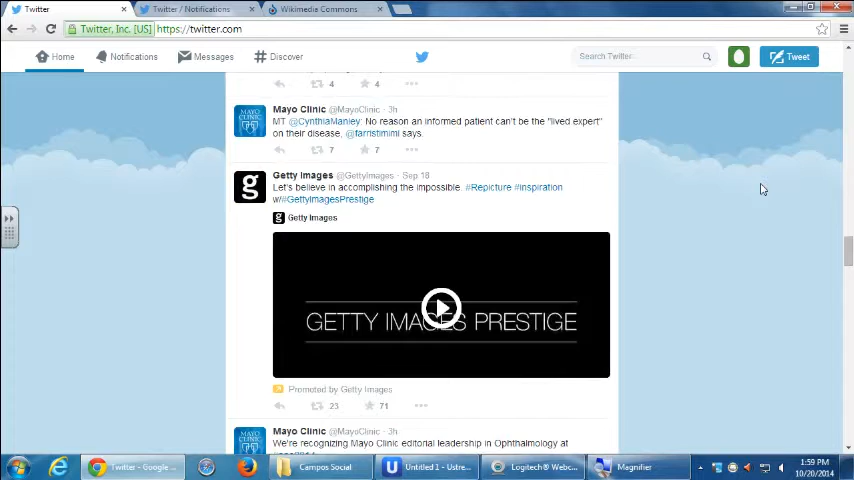 Twitter
Twitter / Notifications
Wikimedia Commons
Twitter, Inc. [US]
https://twitter.com
Home
Notifications
Messages
# Discover
Search Twitter
Tweet
4
4
Mayo Clinic @MayoClinic · 3h
MT @CynthiaManley: No reason an informed patient can't be the "lived expert"
on their disease, @farristimimi says.
7
7
Getty Images @GettyImages · Sep 18
Let's believe in accomplishing the impossible. #Repicture #inspiration
w/#GettyImagesPrestige
g Getty Images
GETTY IMAGES PRESTIGE
Promoted by Getty Images
23
71
Mayo Clinic @MayoClinic · 3h
We're recognizing Mayo Clinic editorial leadership in Ophthalmology at
Twitter - Google ...
Campos Social
Untitled 1 - Ustre...
Logitech® Webc...
Magnifier
1:59 PM
10/20/2014